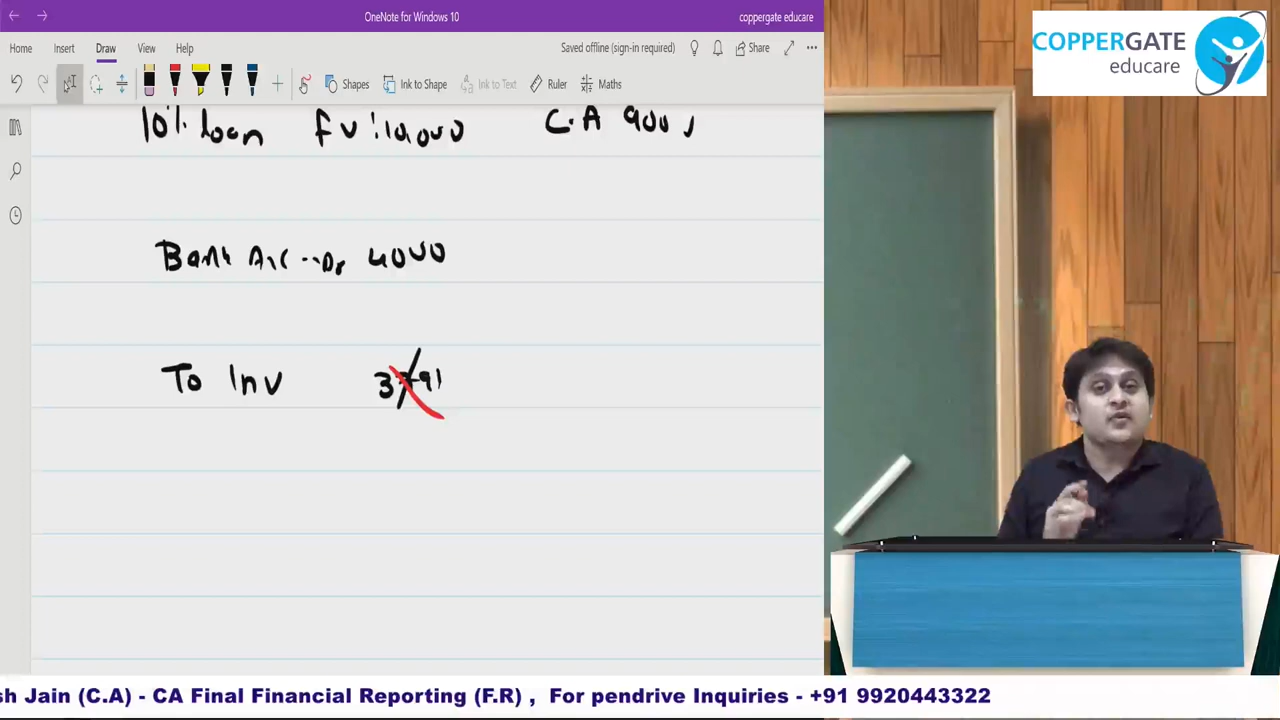 OneNote for Windows 10
coppergate educare
Home Insert Draw View Help
Saved offline (sign-in required) Share
Shapes Ink to Shape Ink to Text Ruler Maths
COPPERGATE
educare
10% loan FV :10,000 C.A 900
Bank A/c --Dr 4000
To Inv
sh Jain (C.A) - CA Final Financial Reporting (F.R) , For pendrive Inquiries - +91 9920443322